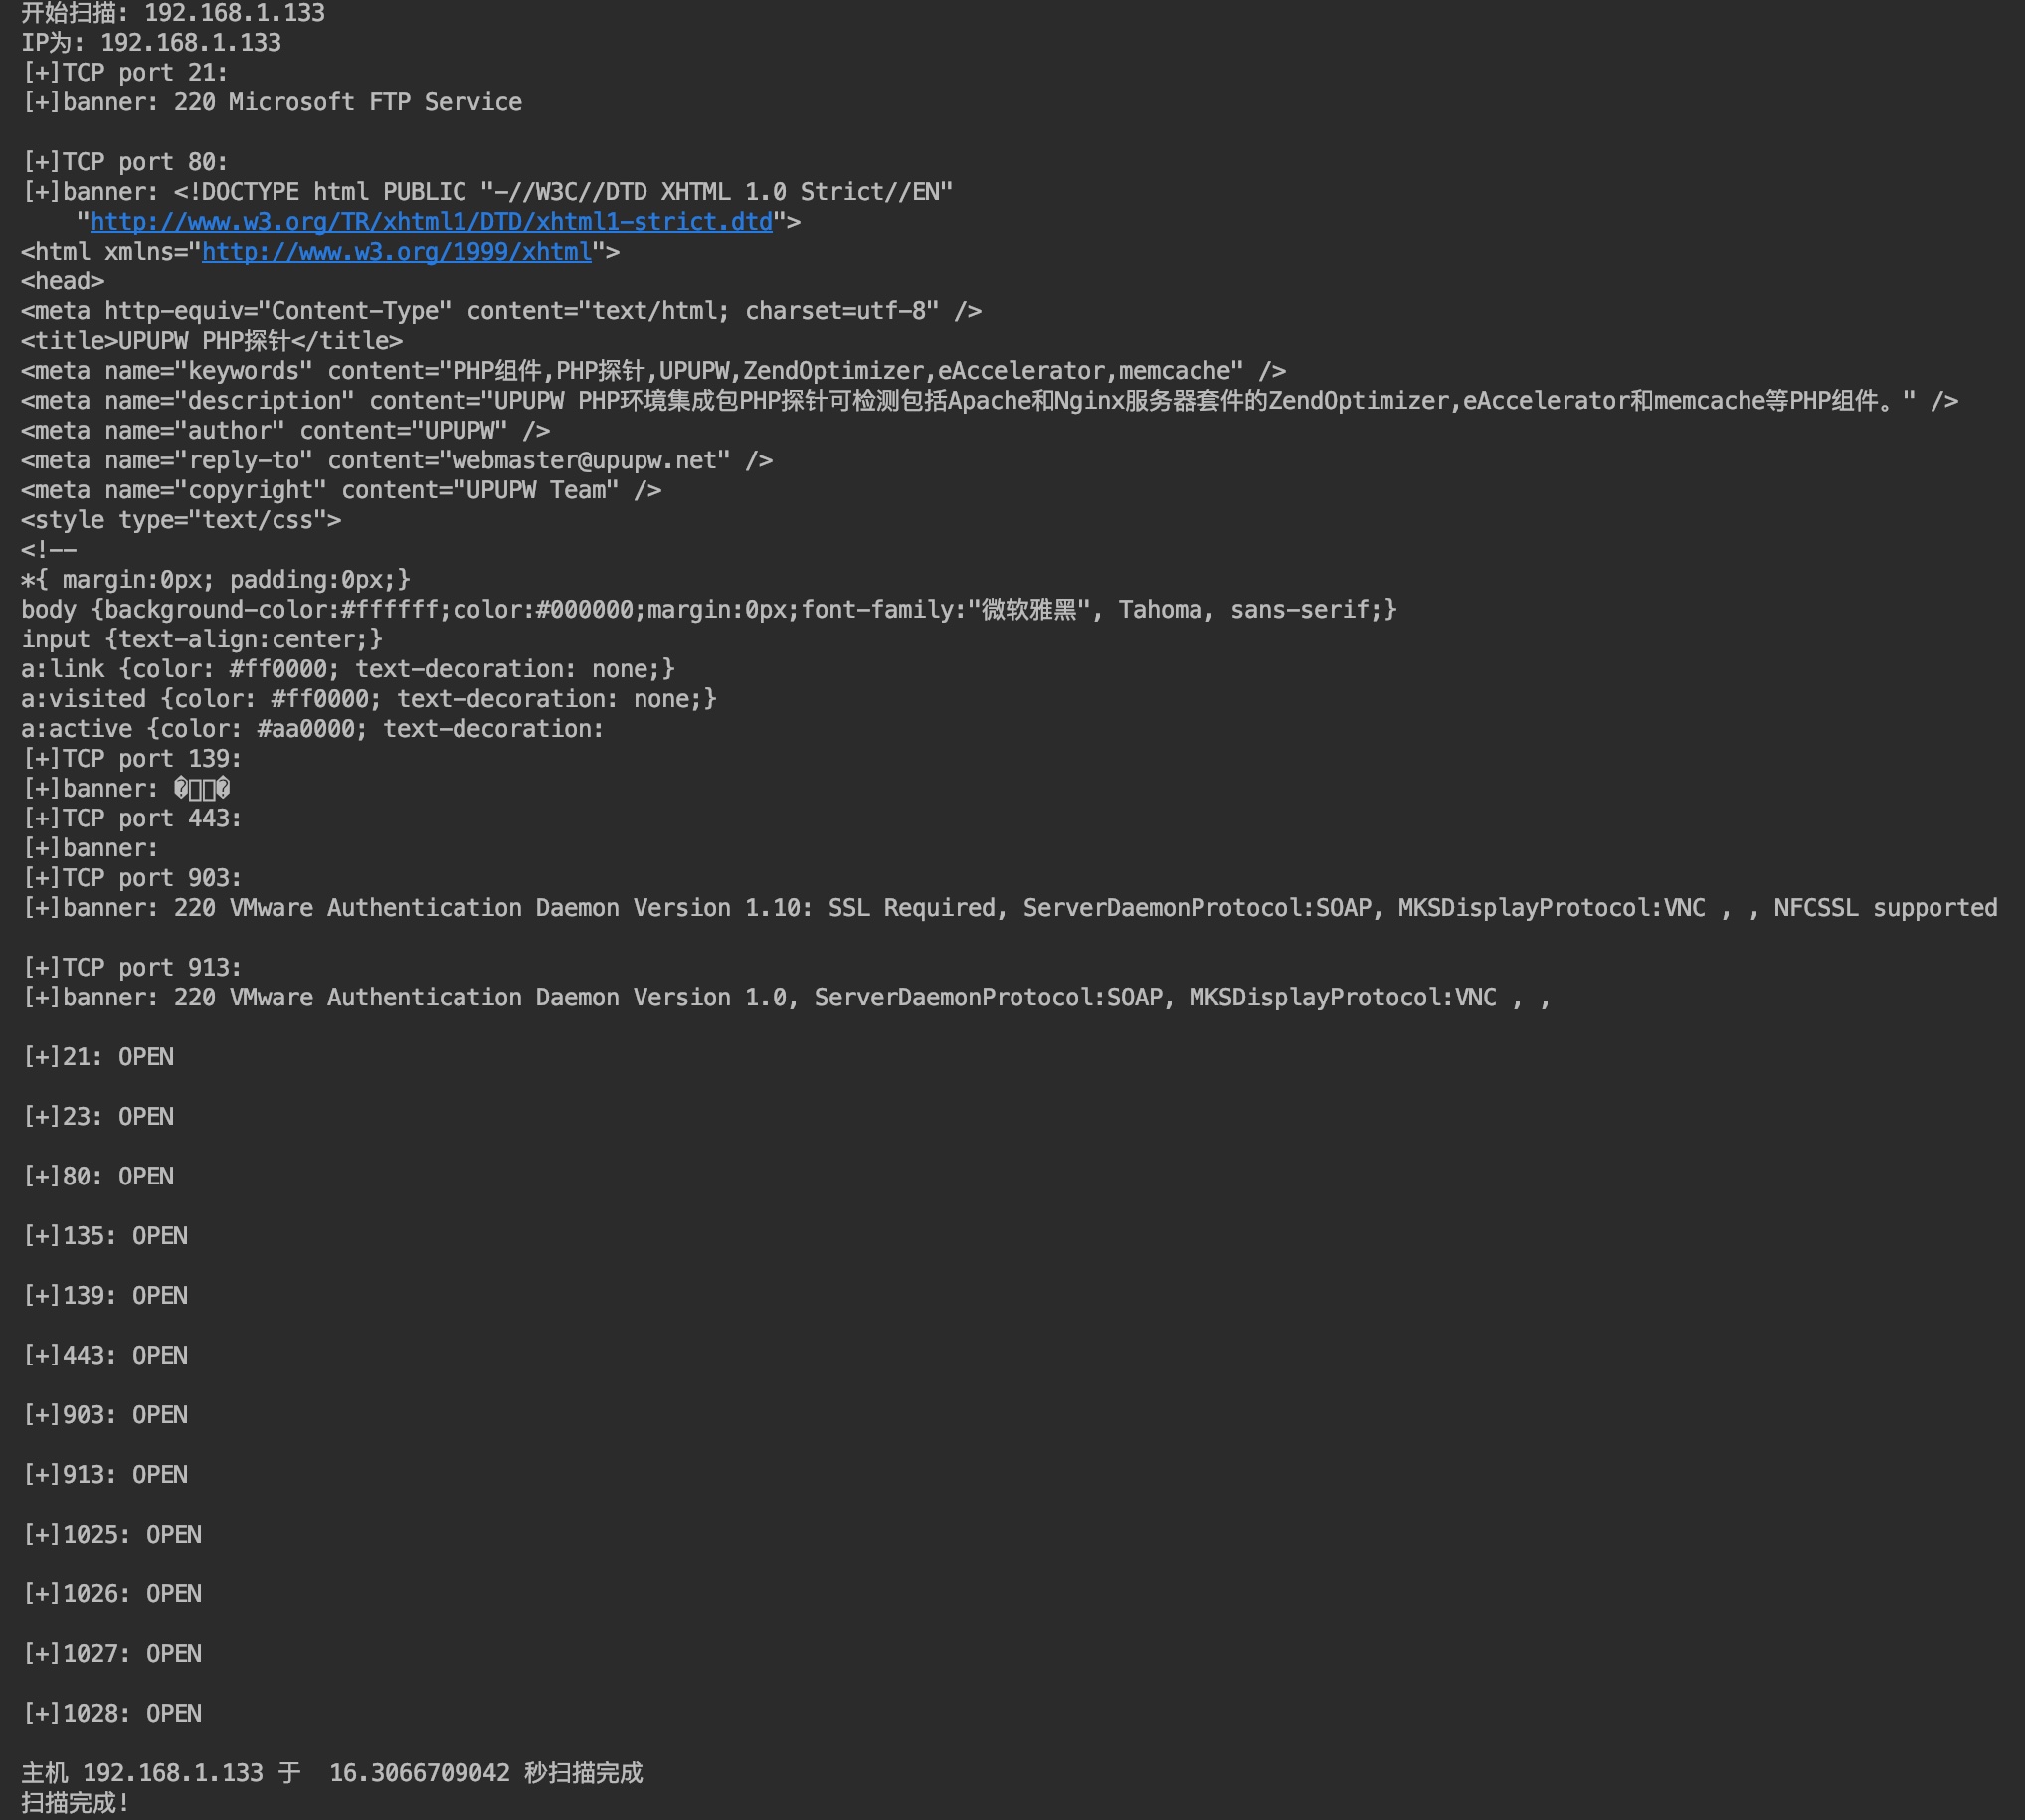 开始扫描: 192.168.1.133
IP为: 192.168.1.133
[+]TCP port 21:
[+]banner: 220 Microsoft FTP Service
[+]TCP port 80:
[+]banner: <!DOCTYPE html PUBLIC "-//W3C//DTD XHTML 1.0 Strict//EN"
"http://www.w3.org/TR/xhtml1/DTD/xhtml1-strict.dtd">
<html xmlns="http://www.w3.org/1999/xhtml">
<head>
<meta http-equiv="Content-Type" content="text/html; charset=utf-8" />
<title>UPUPW PHP探针</title>
<meta name="keywords" content="PHP组件,PHP探针,UPUPW,ZendOptimizer,eAccelerator,memcache" />
<meta name="description" content="UPUPW PHP环境集成包PHP探针可检测包括Apache和Nginx服务器套件的ZendOptimizer,eAccelerator和memcache等PHP组件。" />
<meta name="author" content="UPUPW" />
<meta name="reply-to" content="webmaster@upupw.net" />
<meta name="copyright" content="UPUPW Team" />
<style type="text/css">
<!--
*{ margin:0px; padding:0px;}
body {background-color:#ffffff;color:#000000;margin:0px;font-family:"微软雅黑", Tahoma, sans-serif;}
input {text-align:center;}
a:link {color: #ff0000; text-decoration: none;}
a:visited {color: #ff0000; text-decoration: none;}
a:active {color: #aa0000; text-decoration:
[+]TCP port 139:
[+]banner: �▯▯�
[+]TCP port 443:
[+]banner:
[+]TCP port 903:
[+]banner: 220 VMware Authentication Daemon Version 1.10: SSL Required, ServerDaemonProtocol:SOAP, MKSDisplayProtocol:VNC , , NFCSSL supported
[+]TCP port 913:
[+]banner: 220 VMware Authentication Daemon Version 1.0, ServerDaemonProtocol:SOAP, MKSDisplayProtocol:VNC , ,
[+]21: OPEN
[+]23: OPEN
[+]80: OPEN
[+]135: OPEN
[+]139: OPEN
[+]443: OPEN
[+]903: OPEN
[+]913: OPEN
[+]1025: OPEN
[+]1026: OPEN
[+]1027: OPEN
[+]1028: OPEN
主机 192.168.1.133 于  16.3066709042 秒扫描完成
扫描完成!